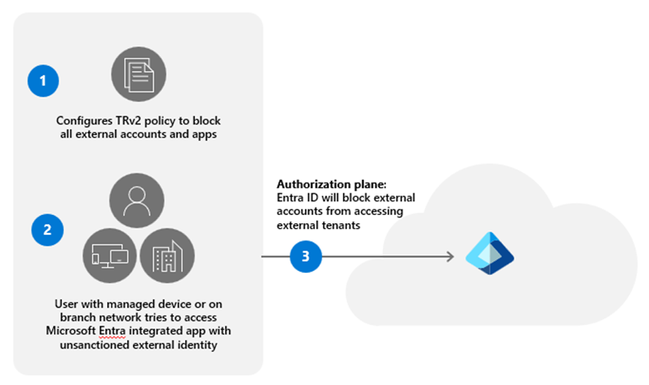 1
Configures TRv2 policy to block
all external accounts and apps
2
User with managed device or on
branch network tries to access
Microsoft Entra integrated app with
unsanctioned external identity
Authorization plane:
Entra ID will block external
accounts from accessing
external tenants
3